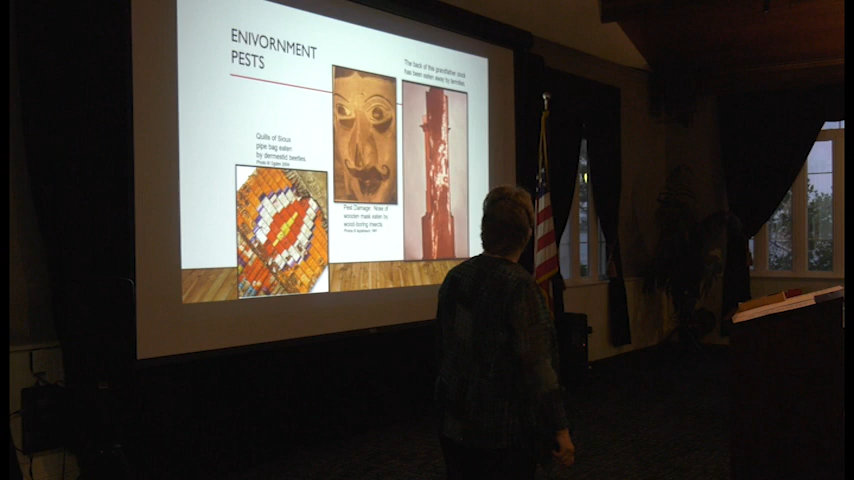 ENIVORNMENT
PESTS
The back of this grandfather clock
has been eaten away by termites.
Quills of Sioux
pipe bag eaten
by dermestid beetles.
Pest Damage: Nose of
wooden mask eaten by
wood-boring insects.